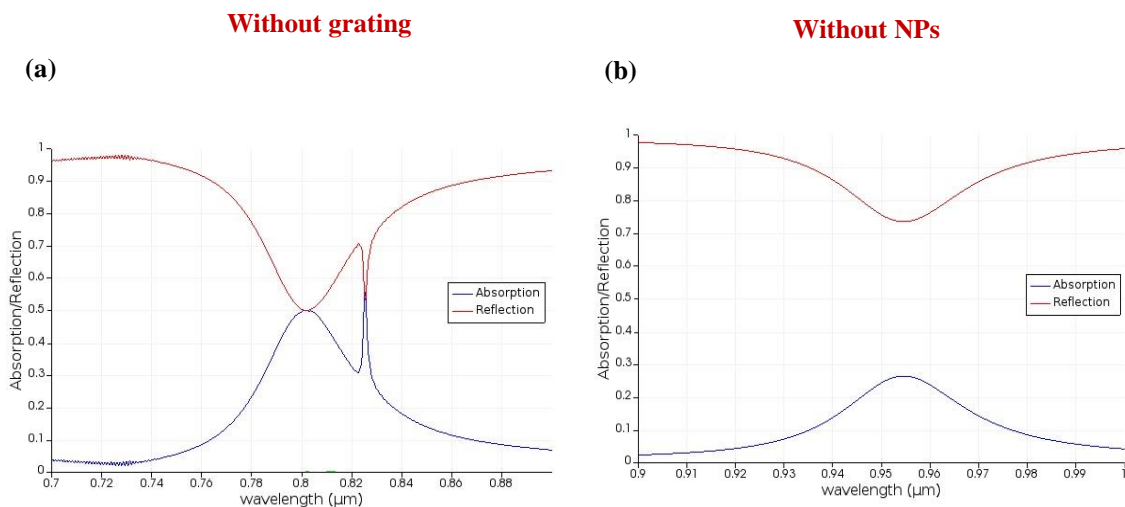 Without grating
Without NPs
(a)
(b)
1
0.9
0.8
0.7
0.6
0.5
0.4
0.3
0.2
0.1
0
Absorption/Reflection
Absorption
Reflection
0.7 0.72 0.74 0.76 0.78 0.8 0.82 0.84 0.86 0.88
wavelength (µm)
1
0.9
0.8
0.7
0.6
0.5
0.4
0.3
0.2
0.1
0
Absorption/Reflection
Absorption
Reflection
0.9 0.91 0.92 0.93 0.94 0.95 0.96 0.97 0.98 0.99 1
wavelength (µm)